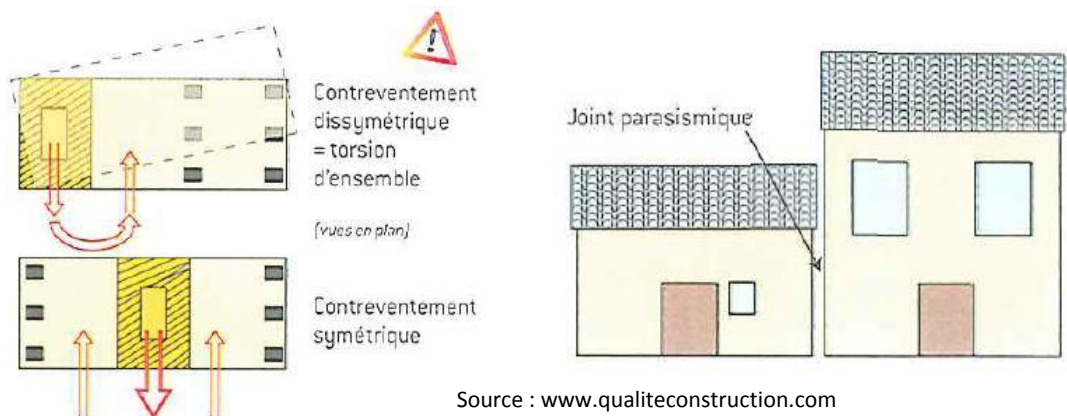 Contreventement
dissymétrique
= torsion
d'ensemble
(vues en plan)
Contreventement
symétrique
Joint parasismique
Source : www.qualiteconstruction.com